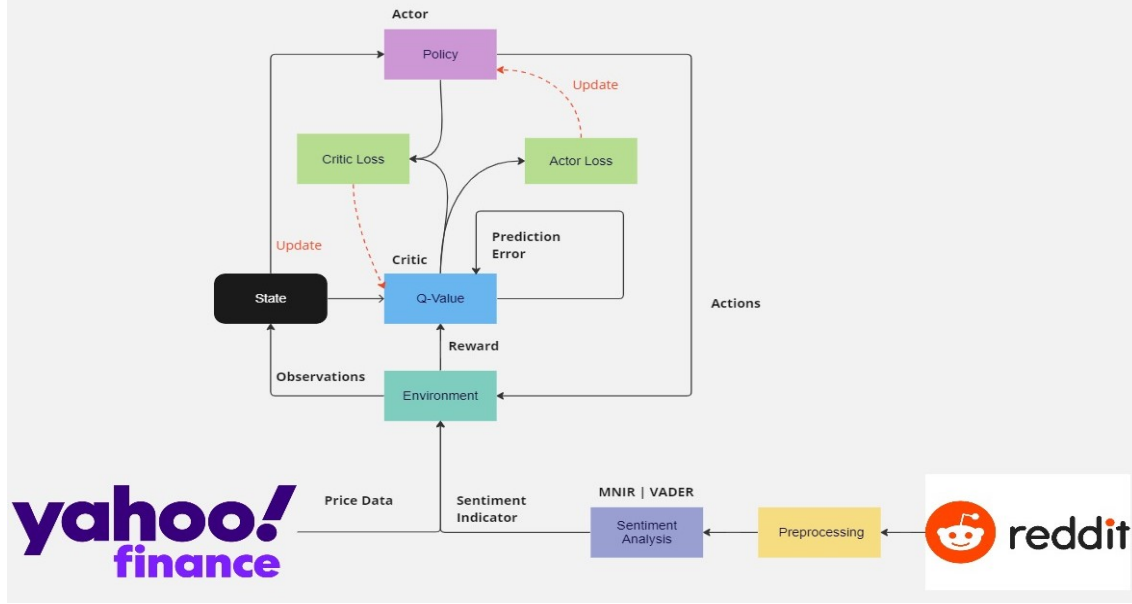 Actor
Policy
Update
Critic Loss
Actor Loss
Prediction
Error
Update
Critic
State
Q-Value
Actions
Reward
Observations
Environment
yahoo!
finance
Price Data
Sentiment
Indicator
MNIR | VADER
Sentiment
Analysis
Preprocessing
reddit